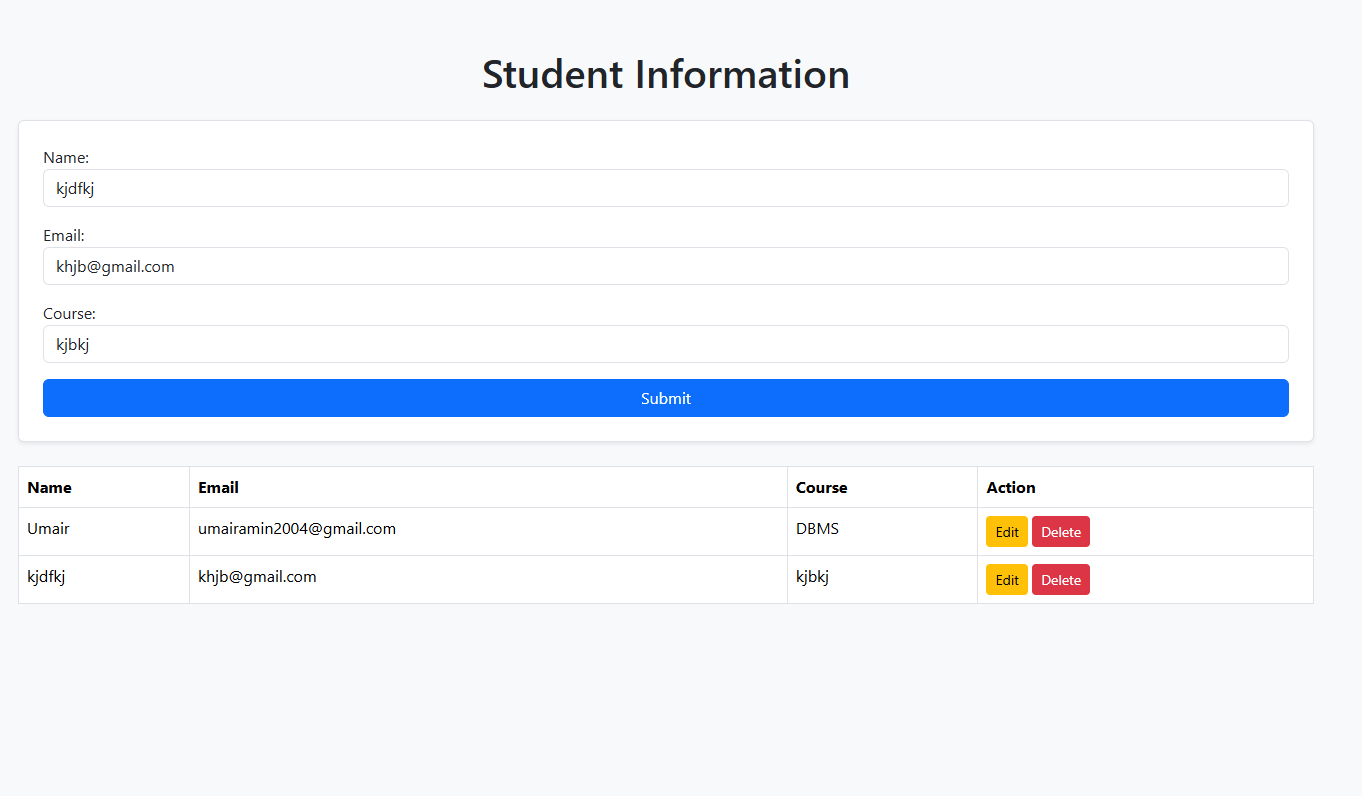 Student Information
Name:
kjdfkj
Email:
khjb@gmail.com
Course:
kjbkj
Submit
Name Email Course Action
Umair umairamin2004@gmail.com DBMS Edit Delete
kjdfkj khjb@gmail.com kjbkj Edit Delete